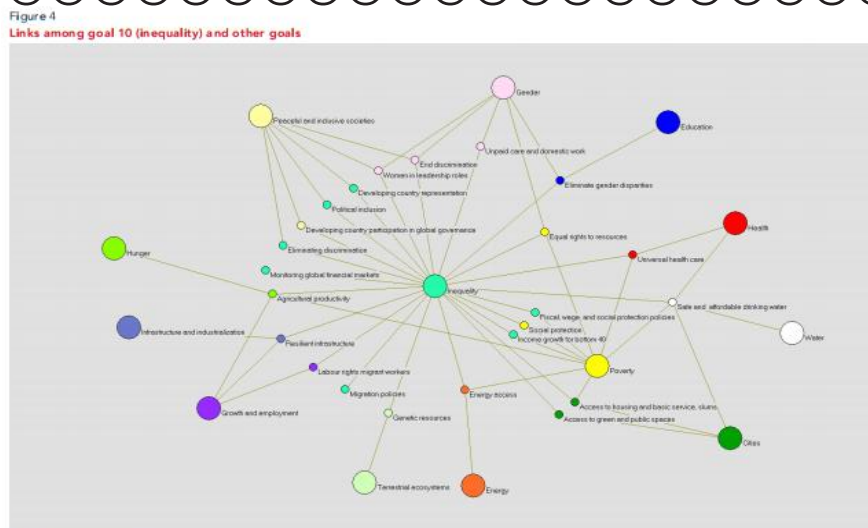 Figure 4
Links among goal 10 (inequality) and other goals
Gender
Peaceful and inclusive societies
Education
Unpaid care and domestic work
End discrimination
Women in leadership roles
Eliminate gender disparities
Developing country representation
Political inclusion
Developing country participation in global governance
Equal rights to resources
Health
Eliminating discrimination
Hunger
Universal health care
Monitoring global financial markets
Inequality
Agricultural productivity
Safe and affordable drinking water
Fiscal, wage, and social protection policies
Infrastructure and industrialization
Social protection
Water
Resilient infrastructure
Income growth for bottom 40
Labour rights migrant workers
Poverty
Migration policies
Energy access
Growth and employment
Access to housing and basic service, slums
Genetic resources
Access to green and public spaces
Cities
Terrestrial ecosystems
Energy